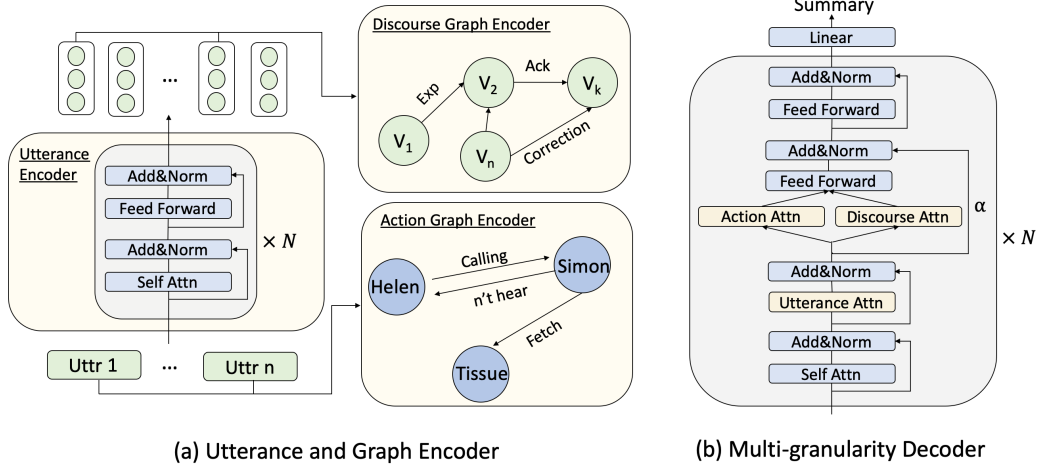 Utterance
Encoder
Add&Norm
Feed Forward
Add&Norm
Self Attn
× N
...
Uttr 1
...
Uttr n
Discourse Graph Encoder
Exp
Ack
Correction
V1
V2
Vk
Vn
Action Graph Encoder
Helen
Calling
n't hear
Simon
Fetch
Tissue
(a) Utterance and Graph Encoder
Summary
Linear
Add&Norm
Feed Forward
Add&Norm
Feed Forward
Action Attn
Discourse Attn
α
× N
Add&Norm
Utterance Attn
Add&Norm
Self Attn
(b) Multi-granularity Decoder